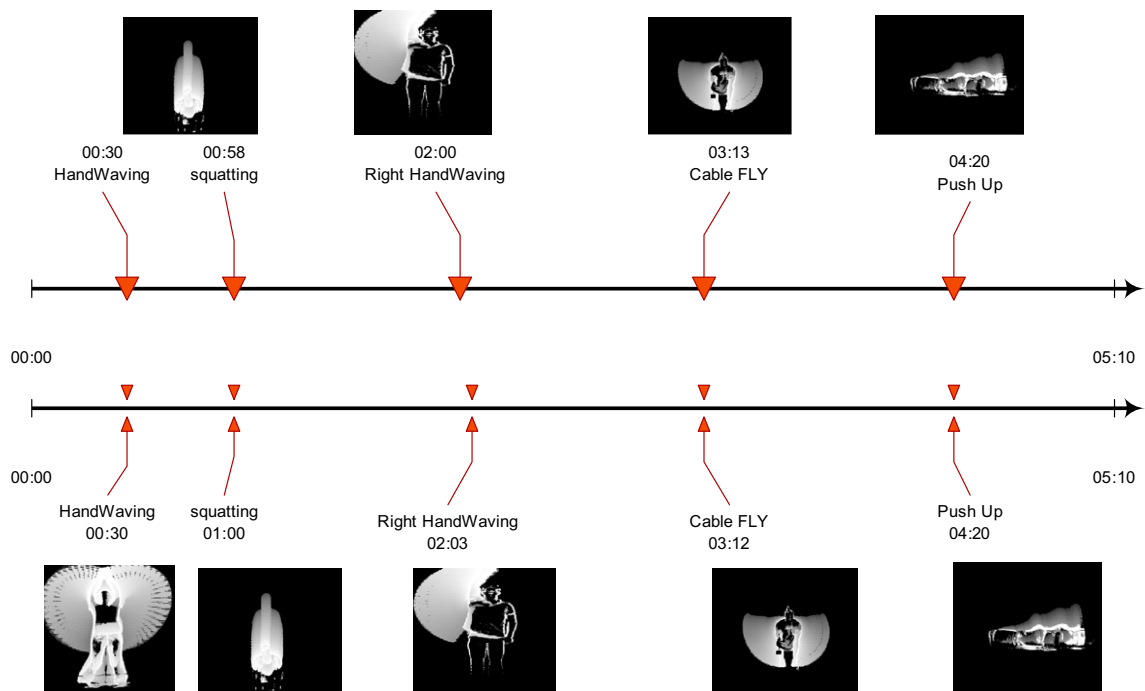 00:30
HandWaving
00:58
squatting
02:00
Right HandWaving
03:13
Cable FLY
04:20
Push Up
00:00
05:10
00:00
05:10
HandWaving
00:30
squatting
01:00
Right HandWaving
02:03
Cable FLY
03:12
Push Up
04:20